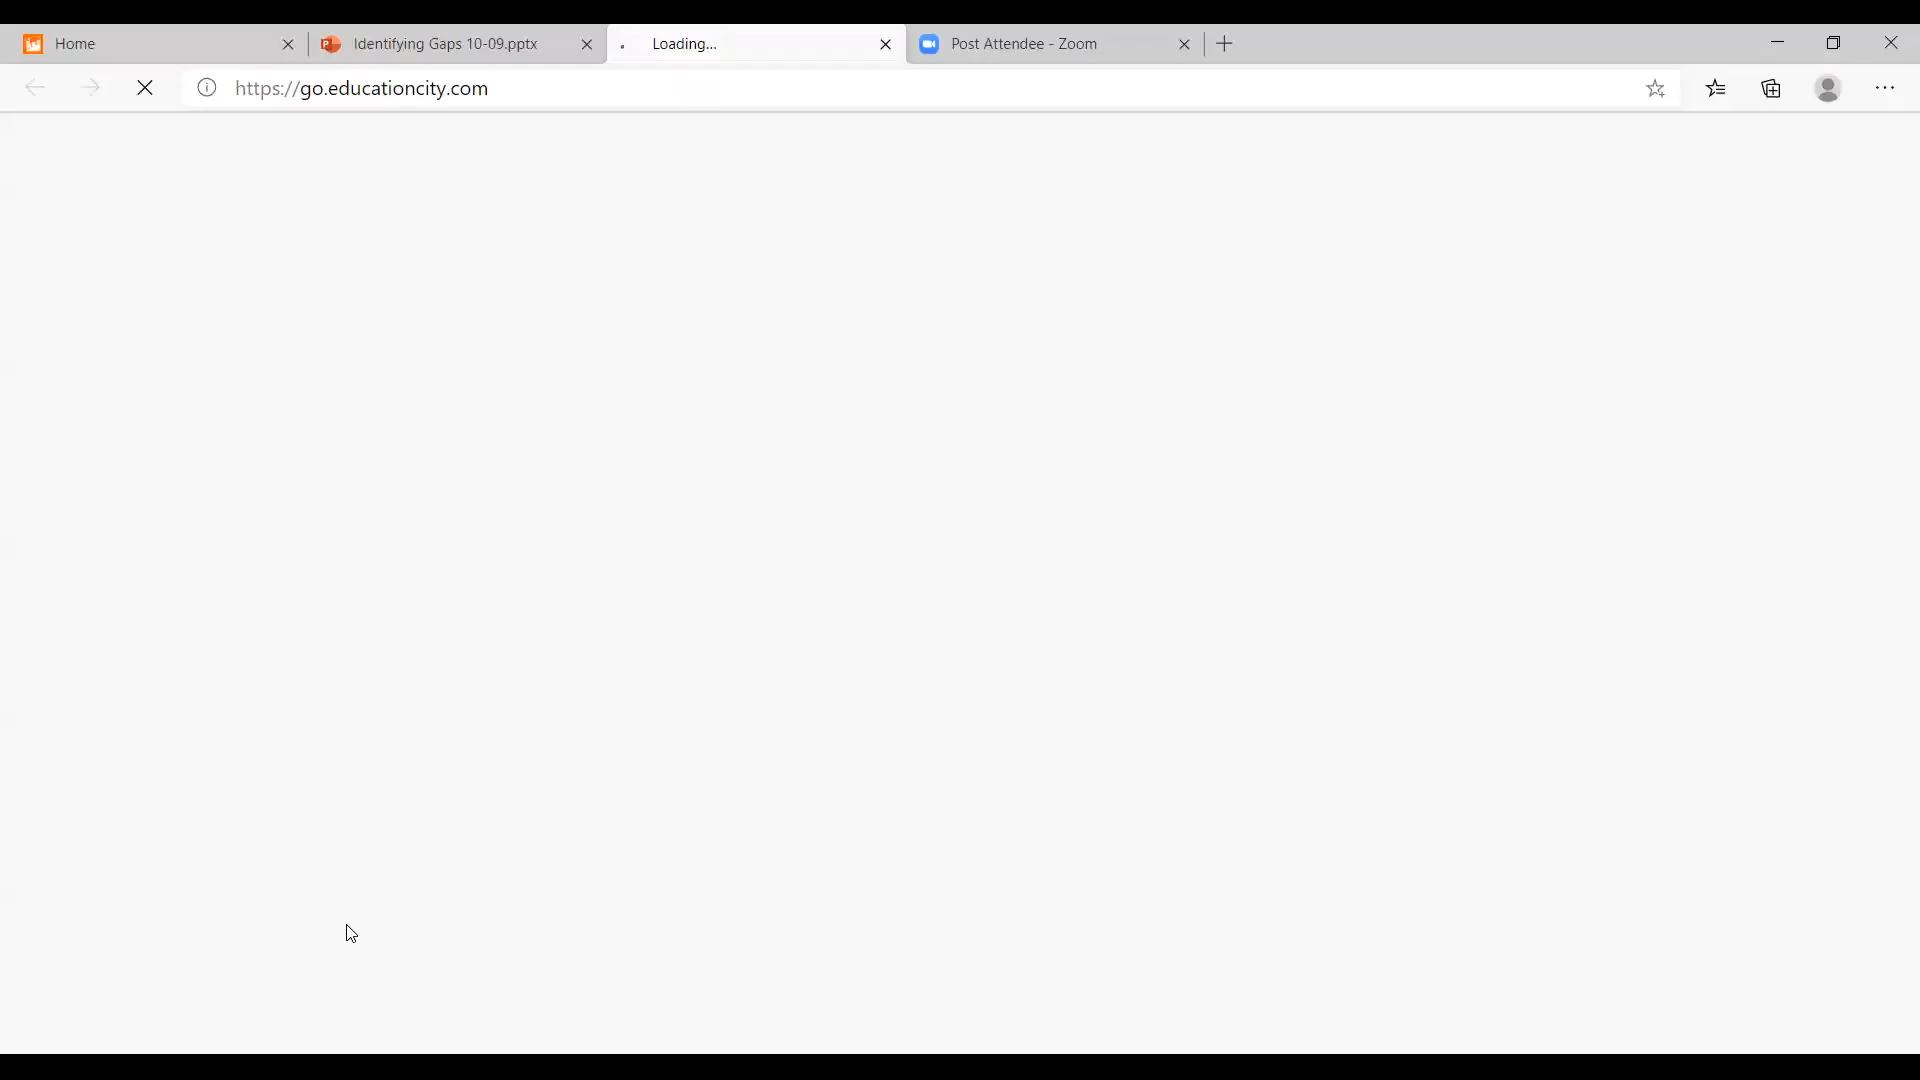 Home
Identifying Gaps 10-09.pptx
Loading...
Post Attendee - Zoom
https://go.educationcity.com